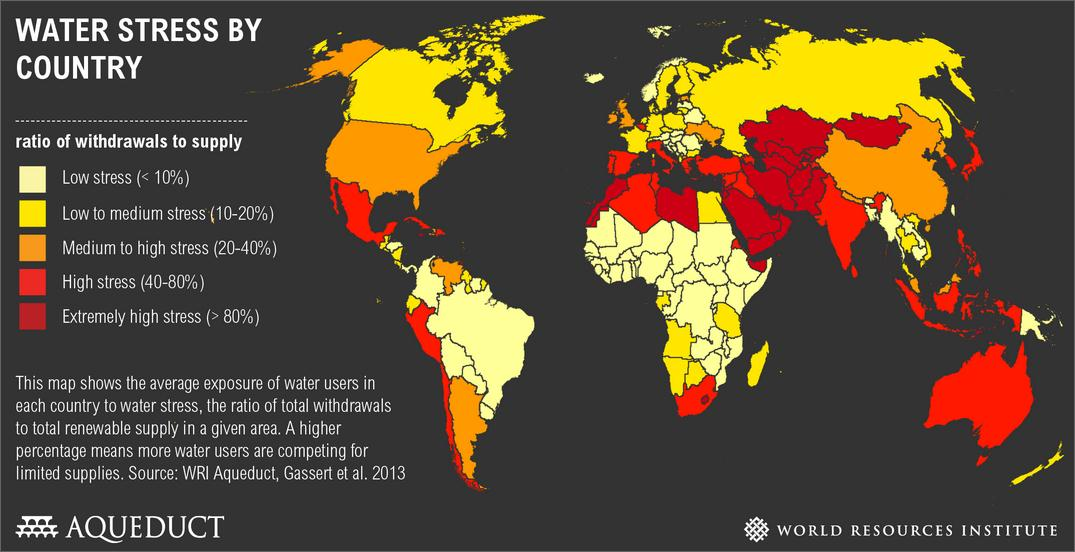 WATER STRESS BY
COUNTRY
ratio of withdrawals to supply
Low stress (< 10%)
Low to medium stress (10-20%)
Medium to high stress (20-40%)
High stress (40-80%)
Extremely high stress (> 80%)
This map shows the average exposure of water users in
each country to water stress, the ratio of total withdrawals
to total renewable supply in a given area. A higher
percentage means more water users are competing for
limited supplies. Source: WRI Aqueduct, Gassert et al. 2013
AQUEDUCT
WORLD RESOURCES INSTITUTE